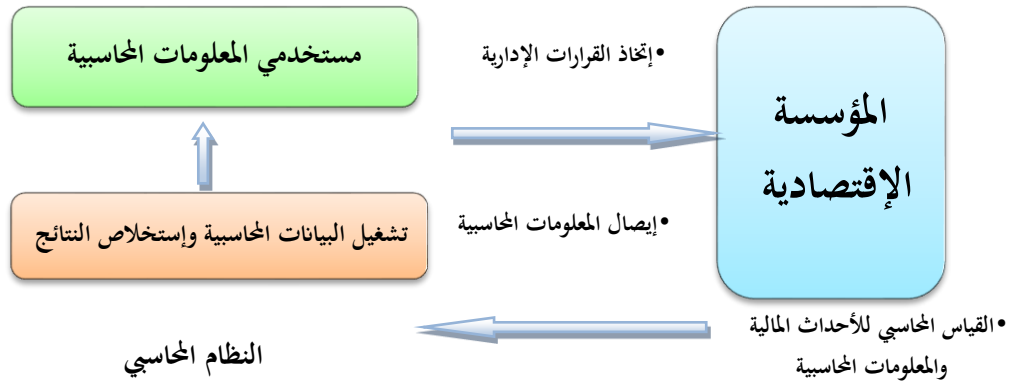 مستخدمي المعلومات المحاسبية
•إتخاذ القرارات الإدارية
المؤسسة
الإقتصادية
تشغيل البيانات المحاسبية وإستخلاص النتائج
•إيصال المعلومات المحاسبية
•القياس المحاسبي للأحداث المالية
والمعلومات المحاسبية
النظام المحاسبي